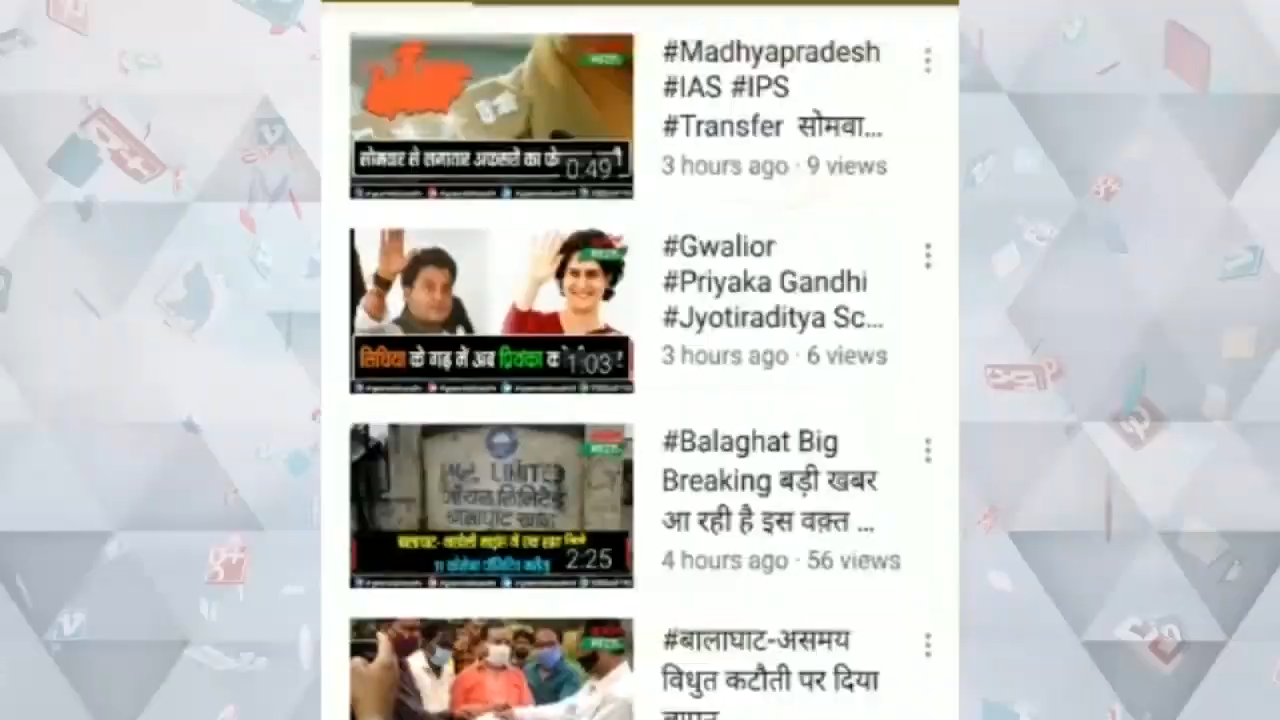 #Madhyapradesh
#IAS #IPS
#Transfer सोमवा...
3 hours ago · 9 views
सोमवार से लगातार अफसरों का फे
0:49
#Gwalior
#Priyaka Gandhi
#Jyotiraditya Sc...
3 hours ago · 6 views
सिंधिया के गढ़ में अब प्रियंका क
1:03
#Balaghat Big
Breaking बड़ी खबर
आ रही है इस वक़्त ...
4 hours ago · 56 views
LIMITED
बालाघाट
2:25
#बालाघाट-असमय
विधुत कटौती पर दिया